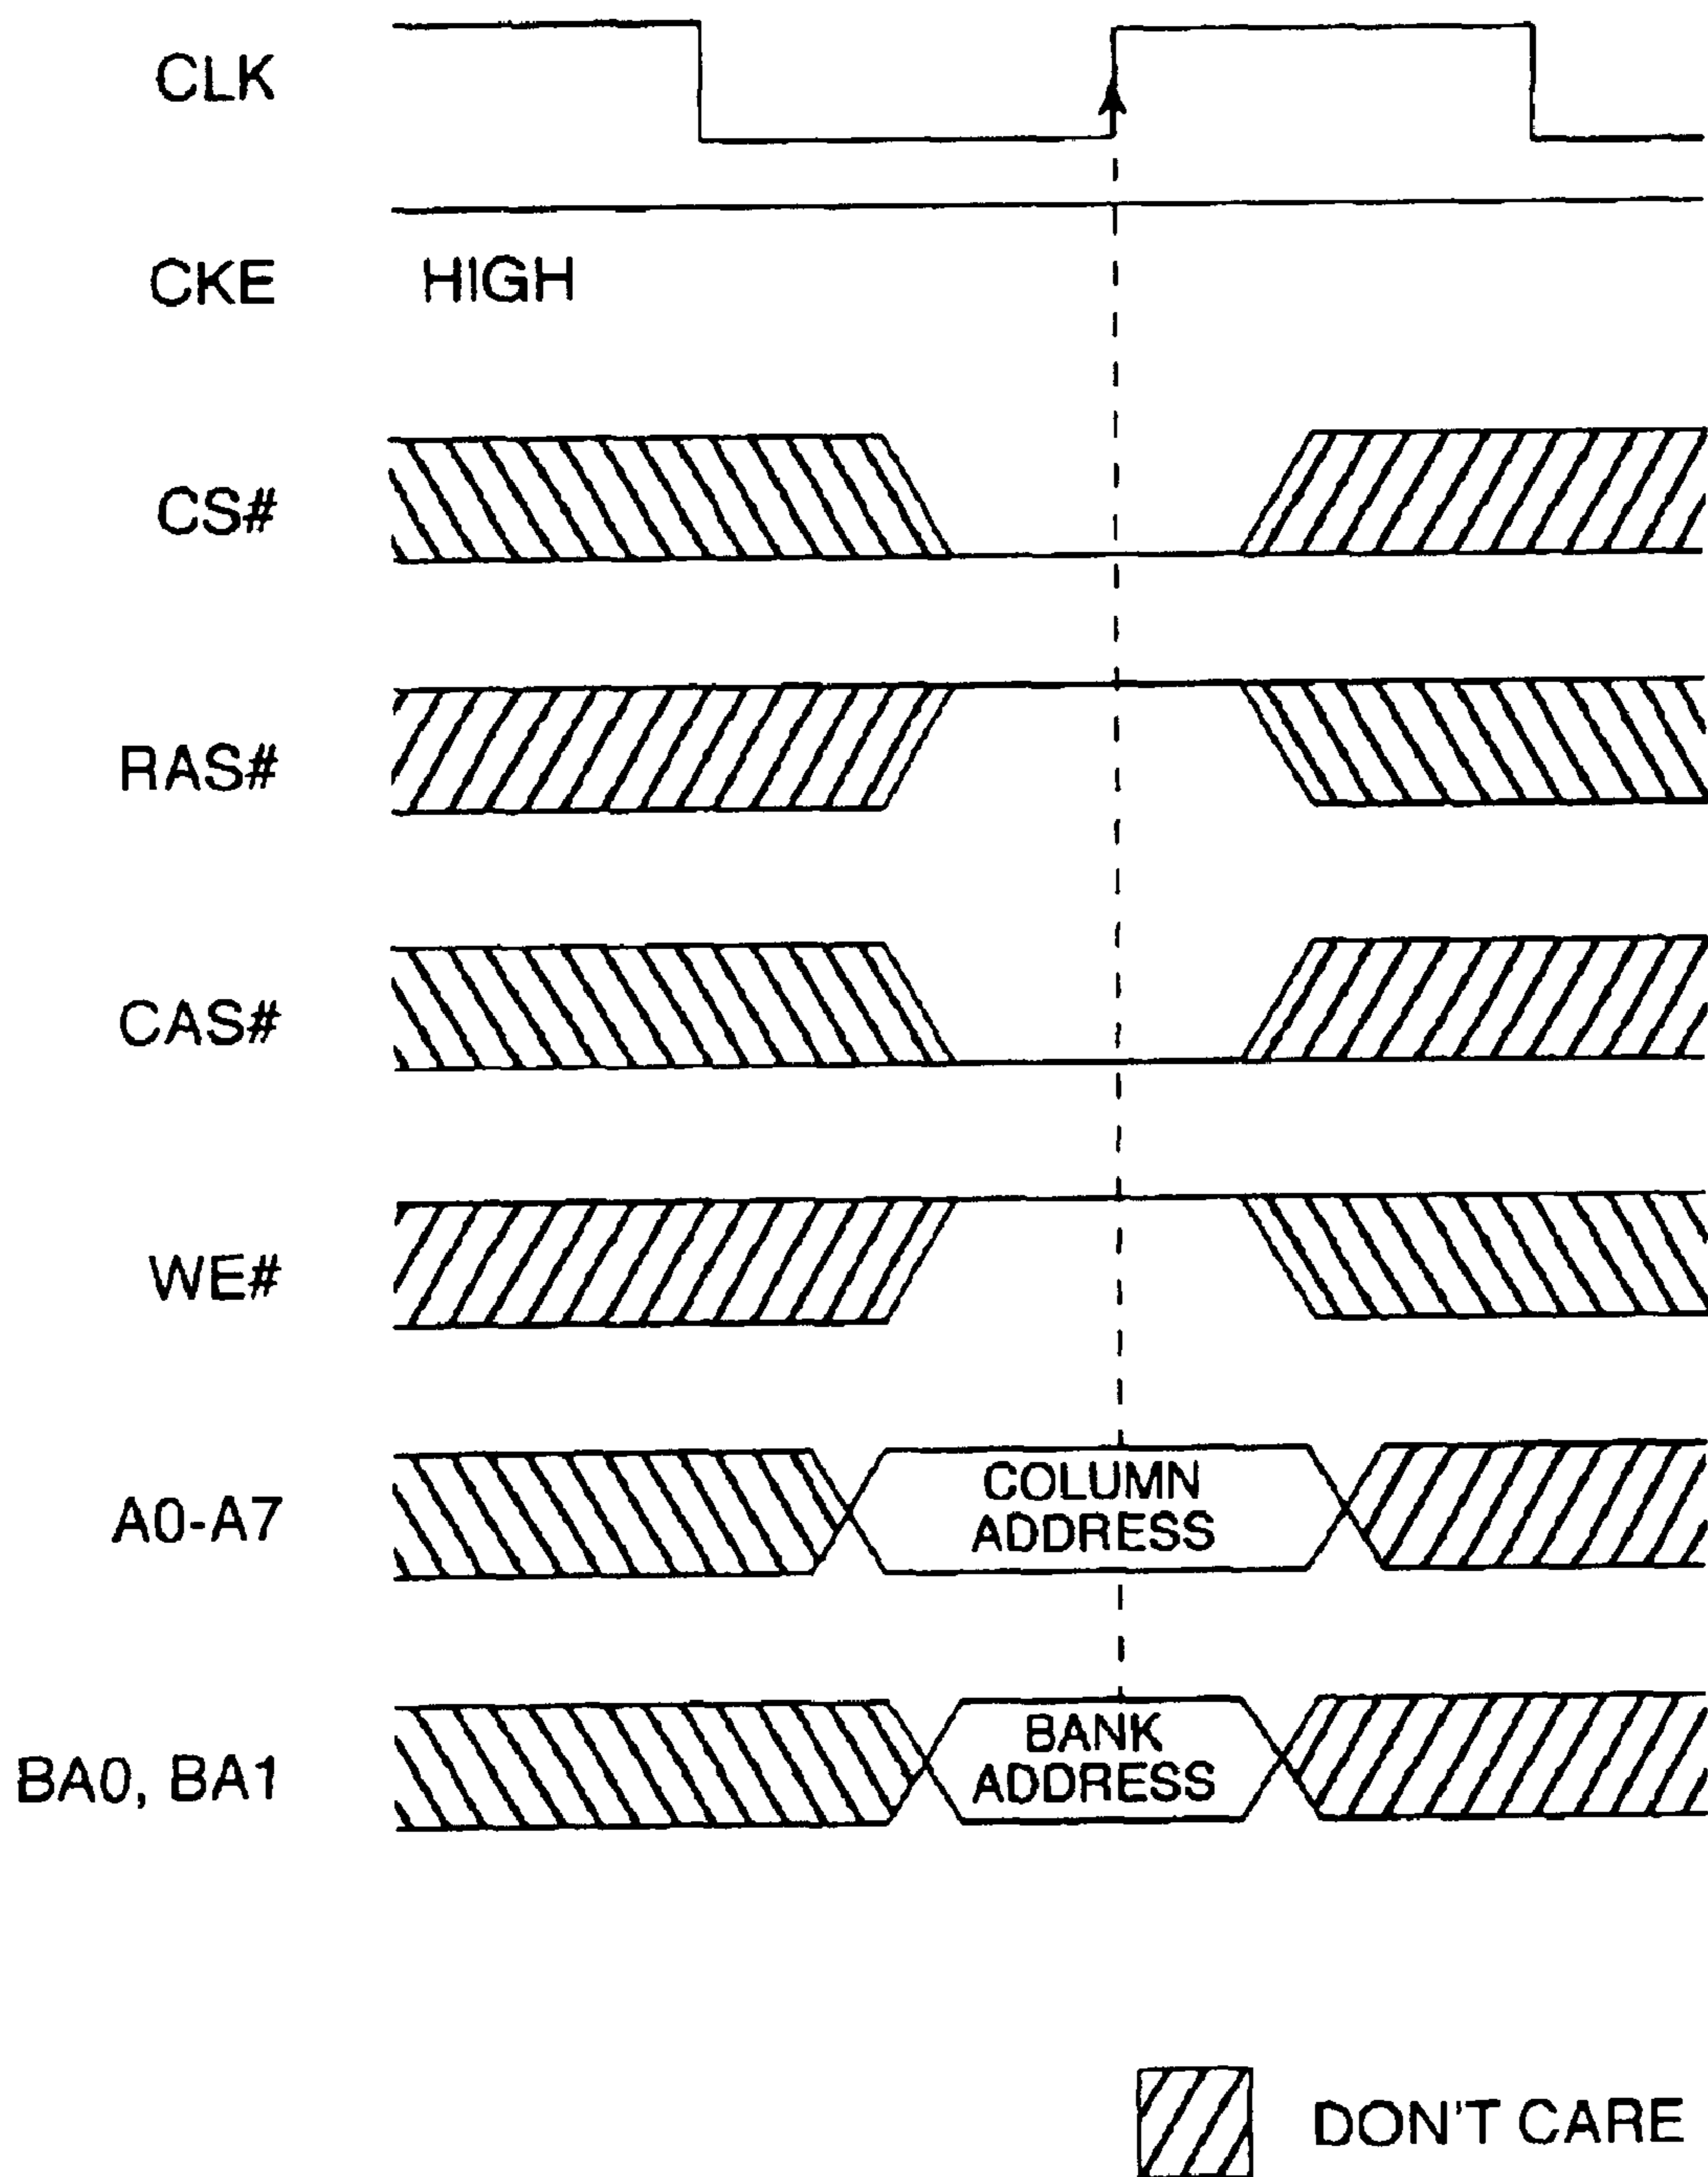 CLK
CKE HIGH
CS#
RAS#
CAS#
WE#
A0-A7 COLUMN
ADDRESS
BA0, BA1 BANK
ADDRESS
DON'T CARE